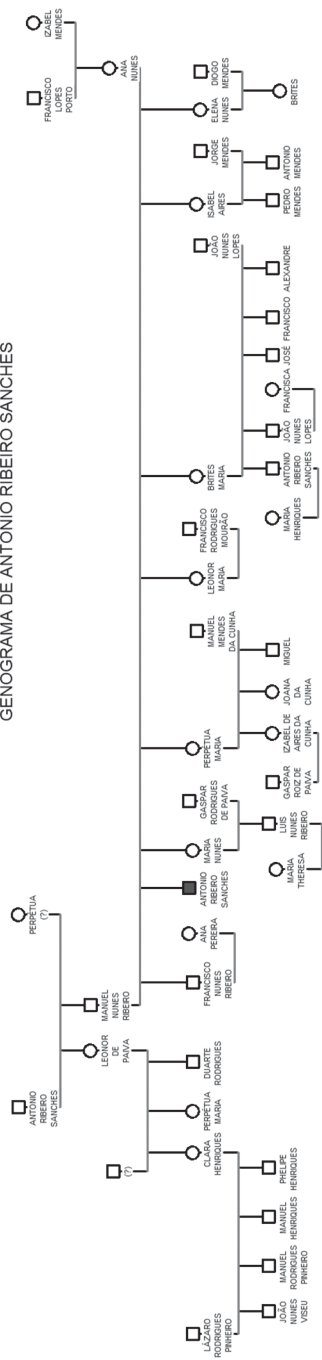 GENOGRAMA DE ANTONIO RIBEIRO SANCHES
ANTONIO
RIBEIRO
SANCHES
PERPÉTUA
(?)
FRANCISCO
LOPES
PORTO
IZABEL
MENDES
(?)
LEONOR
DE
PAIVA
MANUEL
NUNES
RIBEIRO
ANA
NUNES
LÁZARO
RODRIGUES
PINHEIRO
CLARA
HENRIQUES
PERPÉTUA
MARIA
DUARTE
RODRIGUES
FRANCISCO
NUNES
RIBEIRO
ANA
PEREIRA
ANTONIO
RIBEIRO
SANCHES
MARIA
NUNES
GASPAR
RODRIGUES
DE PAIVA
PERPÉTUA
MARIA
MANUEL
MENDES
DA CUNHA
LEONOR
MARIA
FRANCISCO
RODRIGUES
MOURÃO
BRITES
MARIA
JOÃO
NUNES
LOPES
ISABEL
AIRES
JORGE
MENDES
ELENA
NUNES
DIOGO
MENDES
JOÃO
NUNES
VISEU
MANUEL
RODRIGUES
PINHEIRO
MANUEL
HENRIQUES
PHELIPE
HENRIQUES
MARIA
THERESA
LUIS
NUNES
RIBEIRO
GASPAR
ROIZ DE
PAIVA
IZABEL DE
AIRES DA
CUNHA
JOANA
DA
CUNHA
MIGUEL
MARIA
HENRIQUES
ANTONIO
RIBEIRO
SANCHES
JOÃO
NUNES
LOPES
FRANCISCA
JOSÉ
FRANCISCO
ALEXANDRE
PEDRO
MENDES
ANTONIO
MENDES
BRITES